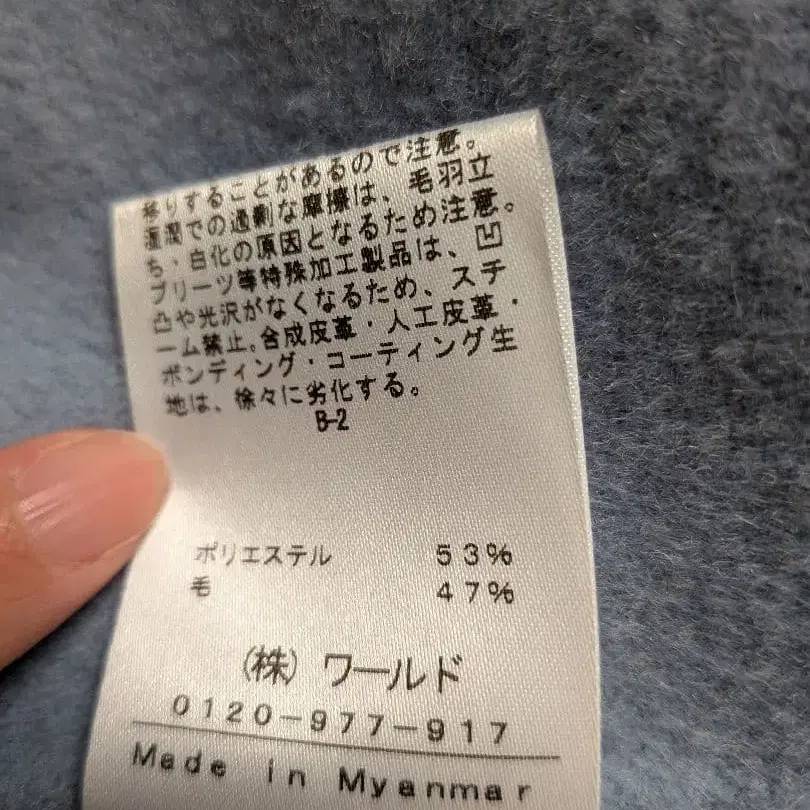 移りすることがあるので注意。
湿潤での過剰な摩擦は、毛羽立
ち・白化の原因となるため注意。
プリーツ等特殊加工製品は、凹
凸や光沢がなくなるため、スチ
ーム禁止。合成皮革・人工皮革・
ボンディング・コーティング生
地は、徐々に劣化する。
B-2
ポリエステル 53%
毛 47%
(株) ワールド
0120-977-917
Made in Myanmar